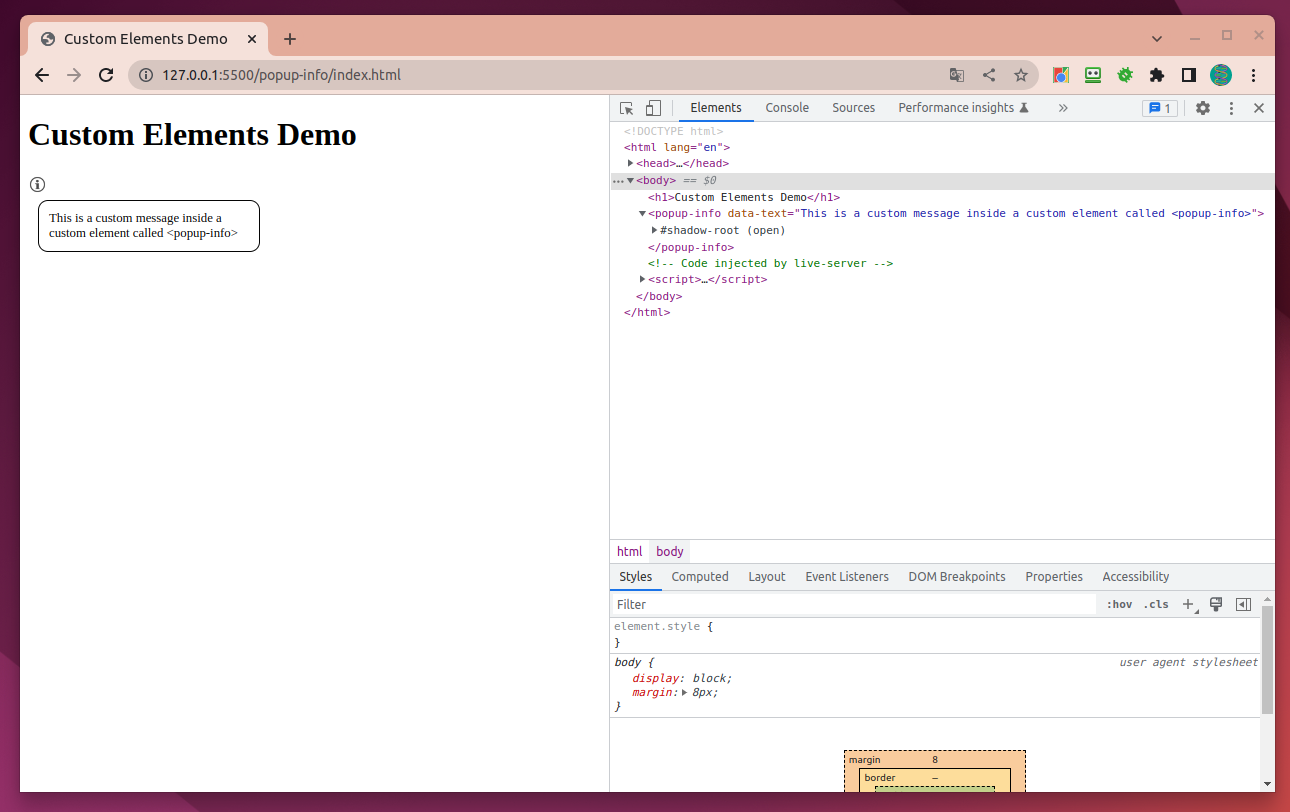 Custom Elements Demo
127.0.0.1:5500/popup-info/index.html
Custom Elements Demo
This is a custom message inside a
custom element called <popup-info>
Elements Console Sources Performance insights » 1
<!DOCTYPE html>
<html lang="en">
<head>…</head>
… <body> == $0
<h1>Custom Elements Demo</h1>
<popup-info data-text="This is a custom message inside a custom element called <popup-info>">
#shadow-root (open)
</popup-info>
<!-- Code injected by live-server -->
<script>…</script>
</body>
</html>
html body
Styles Computed Layout Event Listeners DOM Breakpoints Properties Accessibility
Filter :hov .cls
element.style {
}
body { user agent stylesheet
display: block;
margin: 8px;
}
margin 8
border –